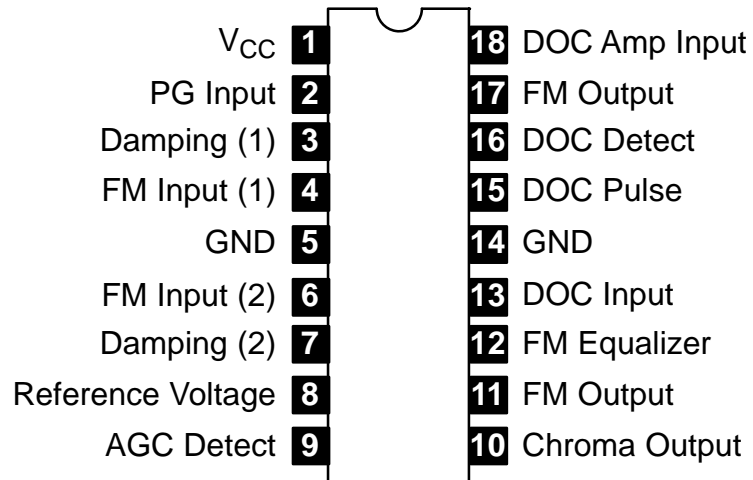 VCC 1 18 DOC Amp Input
PG Input 2 17 FM Output
Damping (1) 3 16 DOC Detect
FM Input (1) 4 15 DOC Pulse
GND 5 14 GND
FM Input (2) 6 13 DOC Input
Damping (2) 7 12 FM Equalizer
Reference Voltage 8 11 FM Output
AGC Detect 9 10 Chroma Output